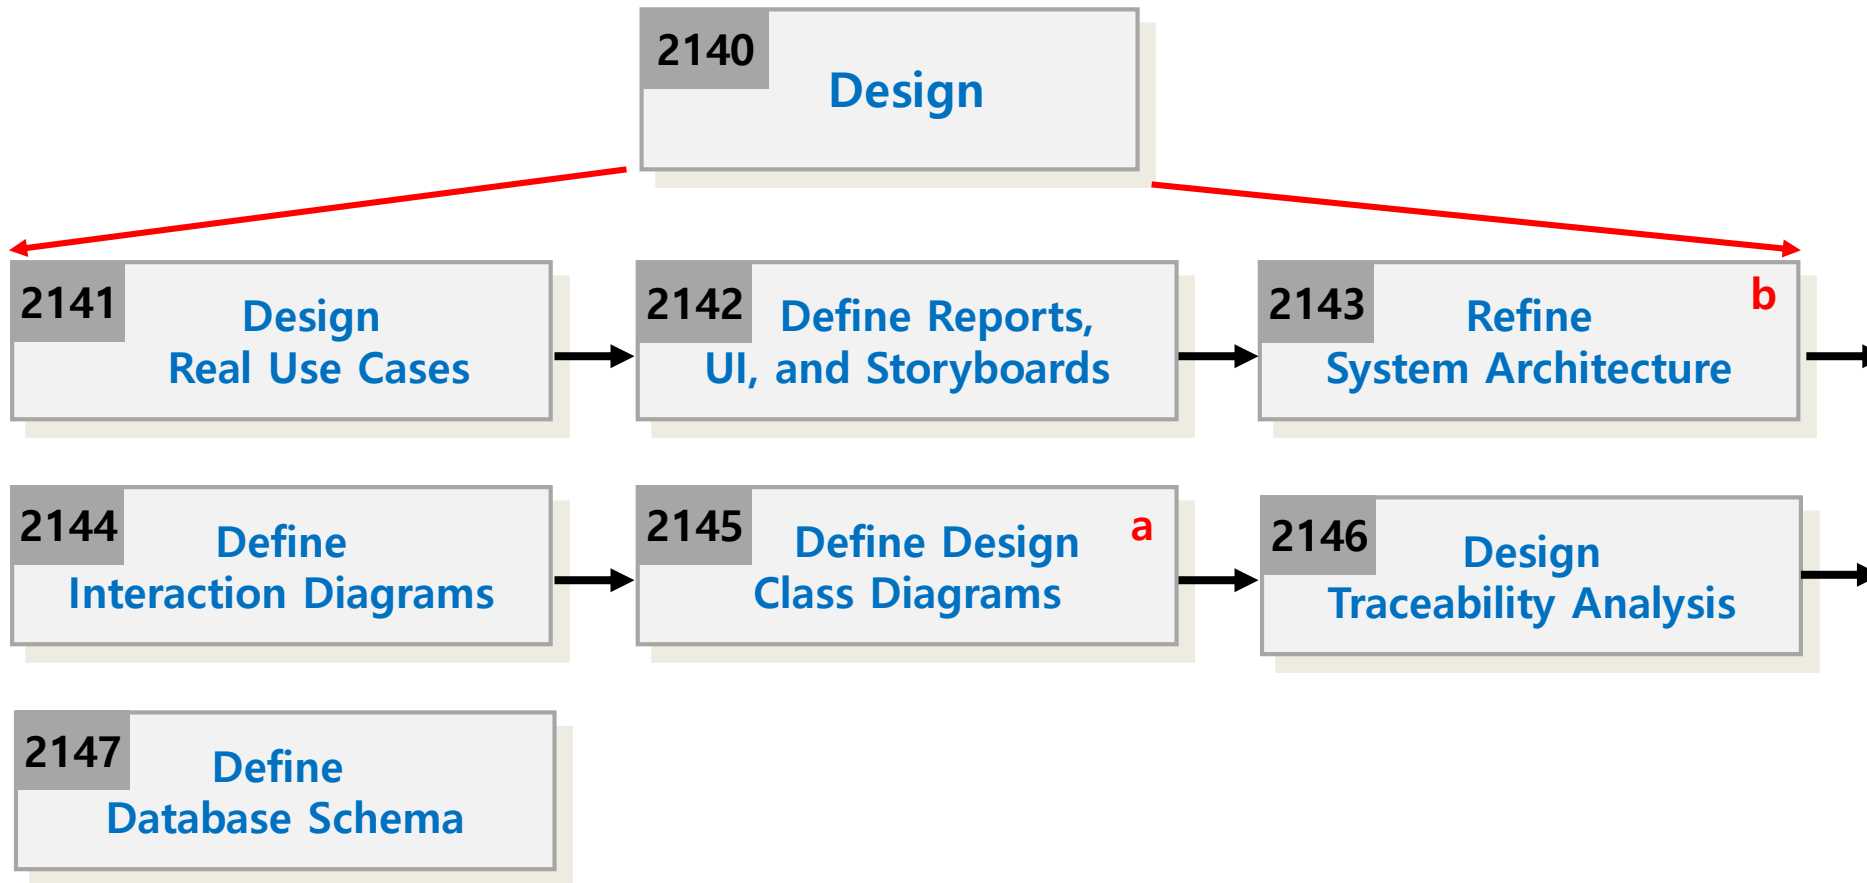 2140
Design
2141
Design
Real Use Cases
2142
Define Reports,
UI, and Storyboards
2143
Refine
System Architecture
b
2144
Define
Interaction Diagrams
2145
Define Design
Class Diagrams
a
2146
Design
Traceability Analysis
2147
Define
Database Schema